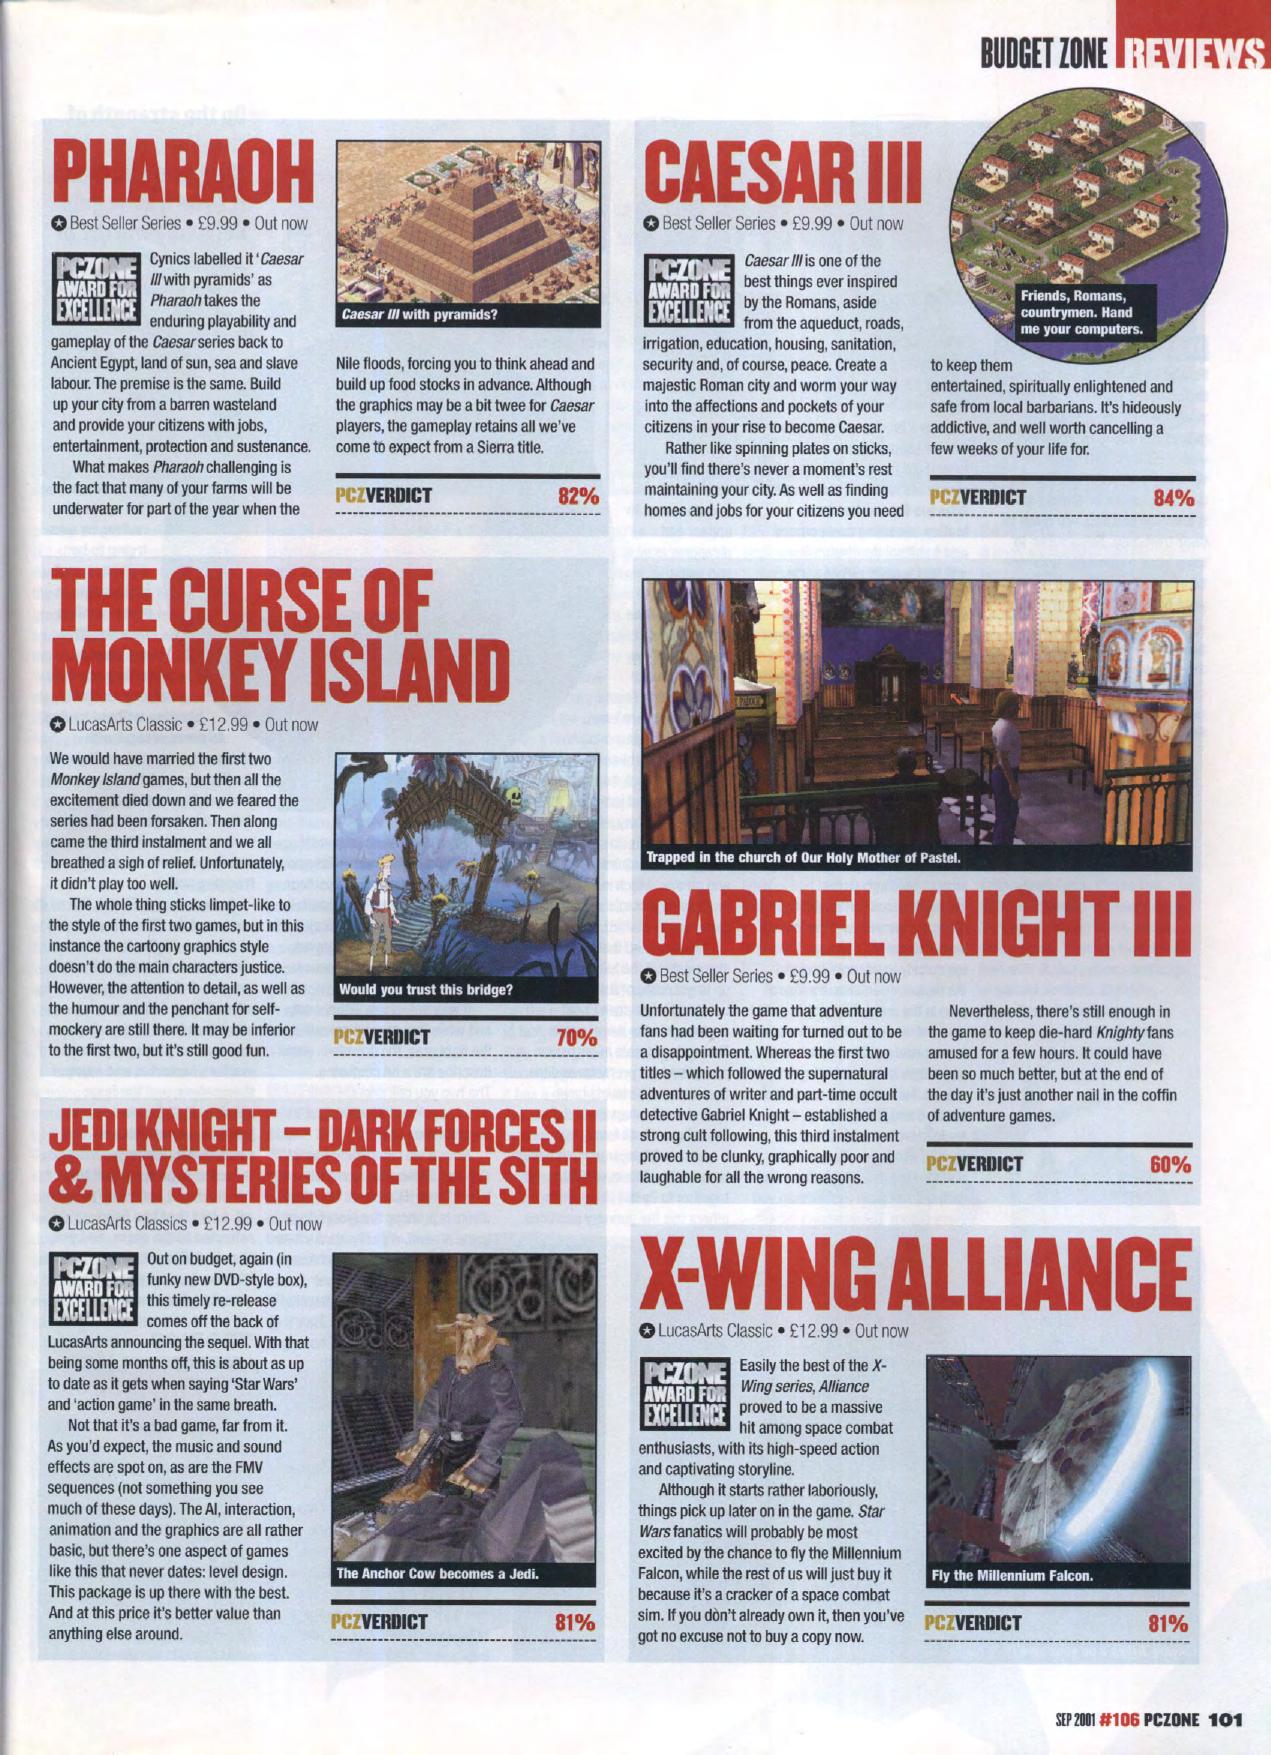 BUDGET ZONE REVIEWS
PHARAOH
Best Seller Series • £9.99 • Out now
PCZONE
AWARD FOR
EXCELLENCE
Cynics labelled it 'Caesar
III with pyramids' as
Pharaoh takes the
enduring playability and
gameplay of the Caesar series back to
Ancient Egypt, land of sun, sea and slave
labour. The premise is the same. Build
up your city from a barren wasteland
and provide your citizens with jobs,
entertainment, protection and sustenance.
What makes Pharaoh challenging is
the fact that many of your farms will be
underwater for part of the year when the
Caesar III with pyramids?
Nile floods, forcing you to think ahead and
build up food stocks in advance. Although
the graphics may be a bit twee for Caesar
players, the gameplay retains all we've
come to expect from a Sierra title.
PCZVERDICT 82%
CAESAR III
Best Seller Series • £9.99 • Out now
PCZONE
AWARD FOR
EXCELLENCE
Caesar III is one of the
best things ever inspired
by the Romans, aside
from the aqueduct, roads,
irrigation, education, housing, sanitation,
security and, of course, peace. Create a
majestic Roman city and worm your way
into the affections and pockets of your
citizens in your rise to become Caesar.
Rather like spinning plates on sticks,
you'll find there's never a moment's rest
maintaining your city. As well as finding
homes and jobs for your citizens you need
Friends, Romans,
countrymen. Hand
me your computers.
to keep them
entertained, spiritually enlightened and
safe from local barbarians. It's hideously
addictive, and well worth cancelling a
few weeks of your life for.
PCZVERDICT 84%
THE CURSE OF
MONKEY ISLAND
LucasArts Classic • £12.99 • Out now
We would have married the first two
Monkey Island games, but then all the
excitement died down and we feared the
series had been forsaken. Then along
came the third instalment and we all
breathed a sigh of relief. Unfortunately,
it didn't play too well.
The whole thing sticks limpet-like to
the style of the first two games, but in this
instance the cartoony graphics style
doesn't do the main characters justice.
However, the attention to detail, as well as
the humour and the penchant for self-
mockery are still there. It may be inferior
to the first two, but it's still good fun.
Would you trust this bridge?
PCZVERDICT 70%
Trapped in the church of Our Holy Mother of Pastel.
GABRIEL KNIGHT III
Best Seller Series • £9.99 • Out now
Unfortunately the game that adventure
fans had been waiting for turned out to be
a disappointment. Whereas the first two
titles – which followed the supernatural
adventures of writer and part-time occult
detective Gabriel Knight – established a
strong cult following, this third instalment
proved to be clunky, graphically poor and
laughable for all the wrong reasons.
Nevertheless, there's still enough in
the game to keep die-hard Knighty fans
amused for a few hours. It could have
been so much better, but at the end of
the day it's just another nail in the coffin
of adventure games.
PCZVERDICT 60%
JEDI KNIGHT – DARK FORCES II
& MYSTERIES OF THE SITH
LucasArts Classics • £12.99 • Out now
PCZONE
AWARD FOR
EXCELLENCE
Out on budget, again (in
funky new DVD-style box),
this timely re-release
comes off the back of
LucasArts announcing the sequel. With that
being some months off, this is about as up
to date as it gets when saying 'Star Wars'
and 'action game' in the same breath.
Not that it's a bad game, far from it.
As you'd expect, the music and sound
effects are spot on, as are the FMV
sequences (not something you see
much of these days). The AI, interaction,
animation and the graphics are all rather
basic, but there's one aspect of games
like this that never dates: level design.
This package is up there with the best.
And at this price it's better value than
anything else around.
The Anchor Cow becomes a Jedi.
PCZVERDICT 81%
X-WING ALLIANCE
LucasArts Classic • £12.99 • Out now
PCZONE
AWARD FOR
EXCELLENCE
Easily the best of the X-
Wing series, Alliance
proved to be a massive
hit among space combat
enthusiasts, with its high-speed action
and captivating storyline.
Although it starts rather laboriously,
things pick up later on in the game. Star
Wars fanatics will probably be most
excited by the chance to fly the Millennium
Falcon, while the rest of us will just buy it
because it's a cracker of a space combat
sim. If you don't already own it, then you've
got no excuse not to buy a copy now.
Fly the Millennium Falcon.
PCZVERDICT 81%
SEP 2001 #106 PCZONE 101